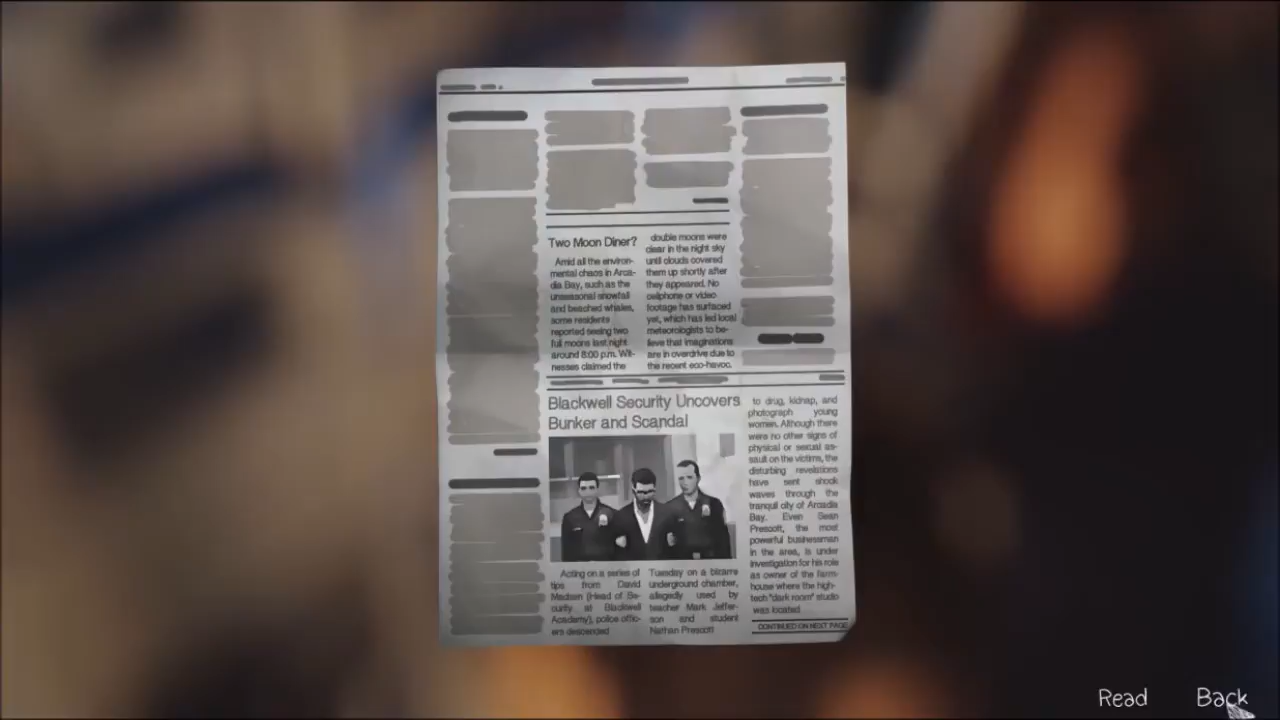 Two Moon Diner?
Amid all the environ-
mental chaos in Arca-
dia Bay, such as the
unseasonal snowfall
and beached whales,
some residents
reported seeing two
full moons last night
around 8:00 p.m. Wit-
nesses claimed the
double moons were
clear in the night sky
until clouds covered
them up shortly after
they appeared. No
cellphone or video
footage has surfaced
yet, which has led local
meteorologists to be-
lieve that imaginations
are in overdrive due to
the recent eco-havoc.
Blackwell Security Uncovers
Bunker and Scandal
Acting on a series of
tips from David
Madsen (Head of Se-
curity at Blackwell
Academy), police offic-
ers descended
Tuesday on a bizarre
underground chamber,
allegedly used by
teacher Mark Jeffer-
son and student
Nathan Prescott
to drug, kidnap, and
photograph young
women. Although there
were no other signs of
physical or sexual as-
sault on the victims, the
disturbing revelations
have sent shock
waves through the
tranquil city of Arcadia
Bay. Even Sean
Prescott, the most
powerful businessman
in the area, is under
investigation for his role
as owner of the farm-
house where the high-
tech "dark room" studio
was located
CONTINUED ON NEXT PAGE
Read
Back